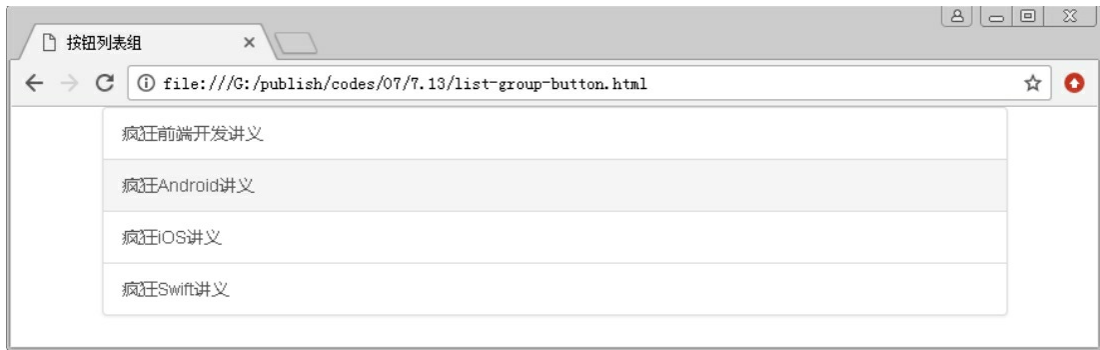 按钮列表组
file:///G:/publish/codes/07/7.13/list-group-button.html
疯狂前端开发讲义
疯狂Android讲义
疯狂iOS讲义
疯狂Swift讲义